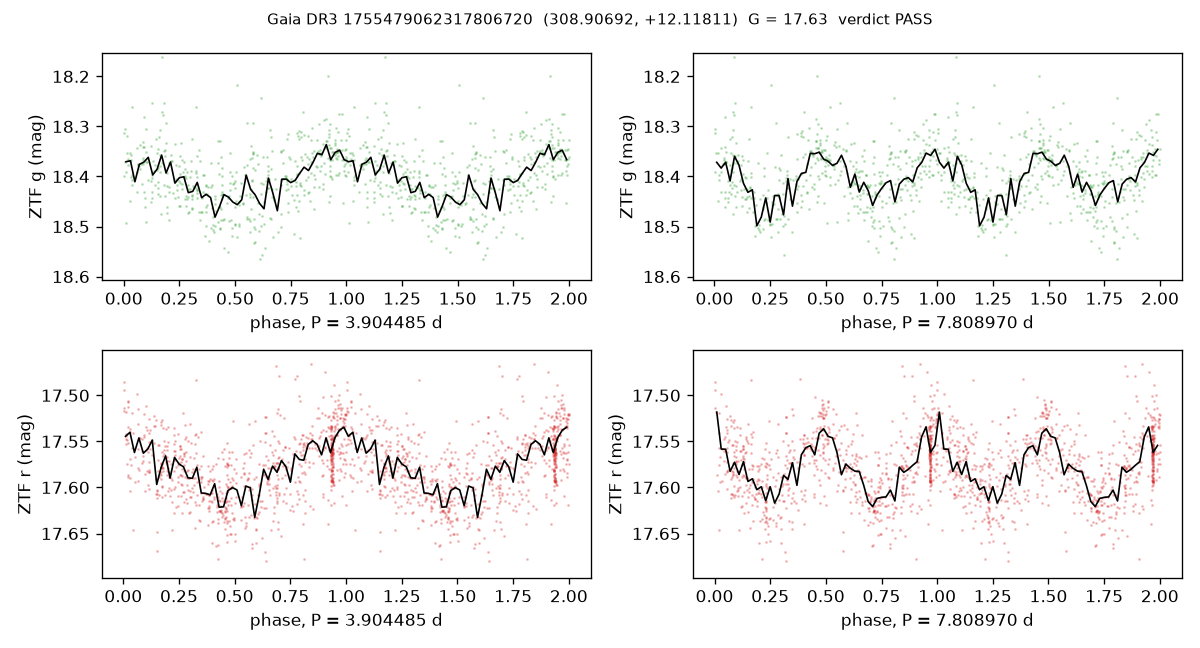 Gaia DR3 1755479062317806720 (308.90692, +12.11811) G = 17.63 verdict PASS
ZTF g (mag)
18.2
18.3
18.4
18.5
18.6
0.00 0.25 0.50 0.75 1.00 1.25 1.50 1.75 2.00
phase, P = 3.904485 d
ZTF g (mag)
18.2
18.3
18.4
18.5
18.6
0.00 0.25 0.50 0.75 1.00 1.25 1.50 1.75 2.00
phase, P = 7.808970 d
ZTF r (mag)
17.50
17.55
17.60
17.65
0.00 0.25 0.50 0.75 1.00 1.25 1.50 1.75 2.00
phase, P = 3.904485 d
ZTF r (mag)
17.50
17.55
17.60
17.65
0.00 0.25 0.50 0.75 1.00 1.25 1.50 1.75 2.00
phase, P = 7.808970 d